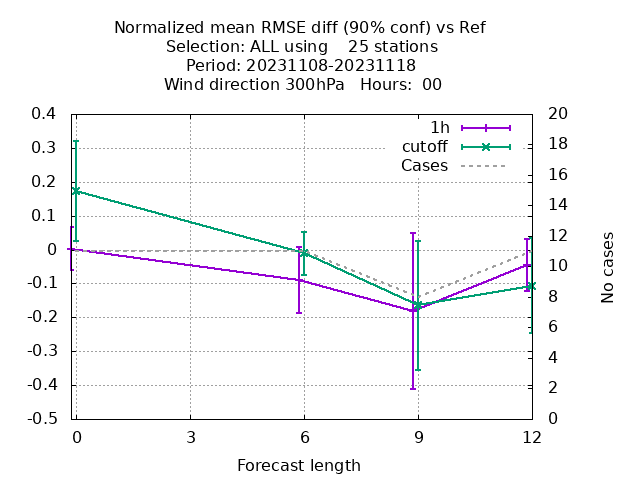 Normalized mean RMSE diff (90% conf) vs Ref
Selection: ALL using    25 stations
Period: 20231108-20231118
Wind direction 300hPa   Hours:  00
0.4
0.3
0.2
0.1
0
-0.1
-0.2
-0.3
-0.4
-0.5
1h
cutoff
Cases
20
18
16
14
12
10
8
6
4
2
0
No cases
0 3 6 9 12
Forecast length